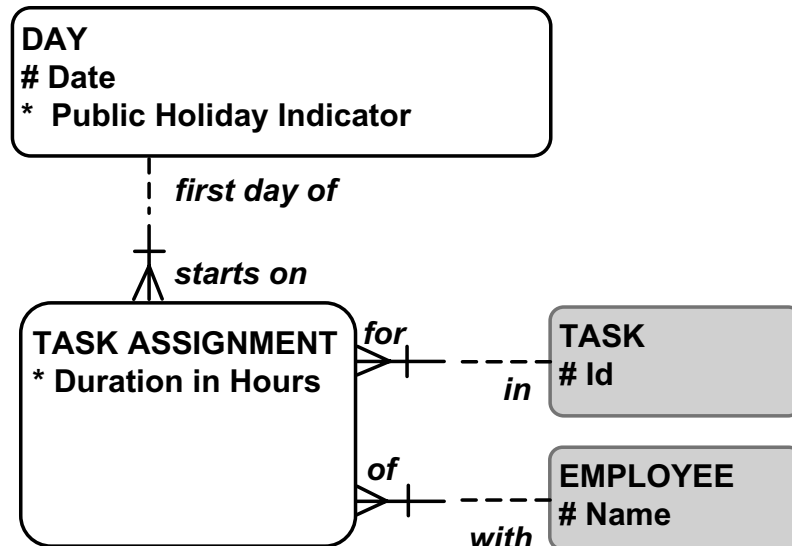 DAY
# Date
* Public Holiday Indicator
first day of
starts on
TASK ASSIGNMENT
* Duration in Hours
for
in
TASK
# Id
of
with
EMPLOYEE
# Name